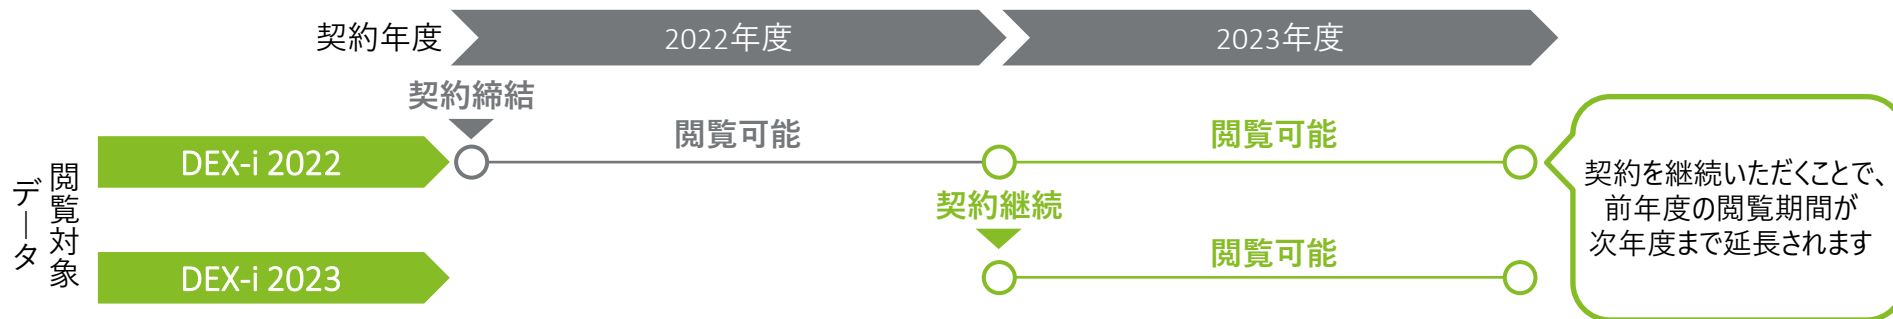 契約年度
2022年度
2023年度
契約締結
閲覧可能
閲覧可能
DEX-i 2022
契約継続
閲覧可能
DEX-i 2023
閲覧対象
データ
契約を継続いただくことで、
前年度の閲覧期間が
次年度まで延長されます